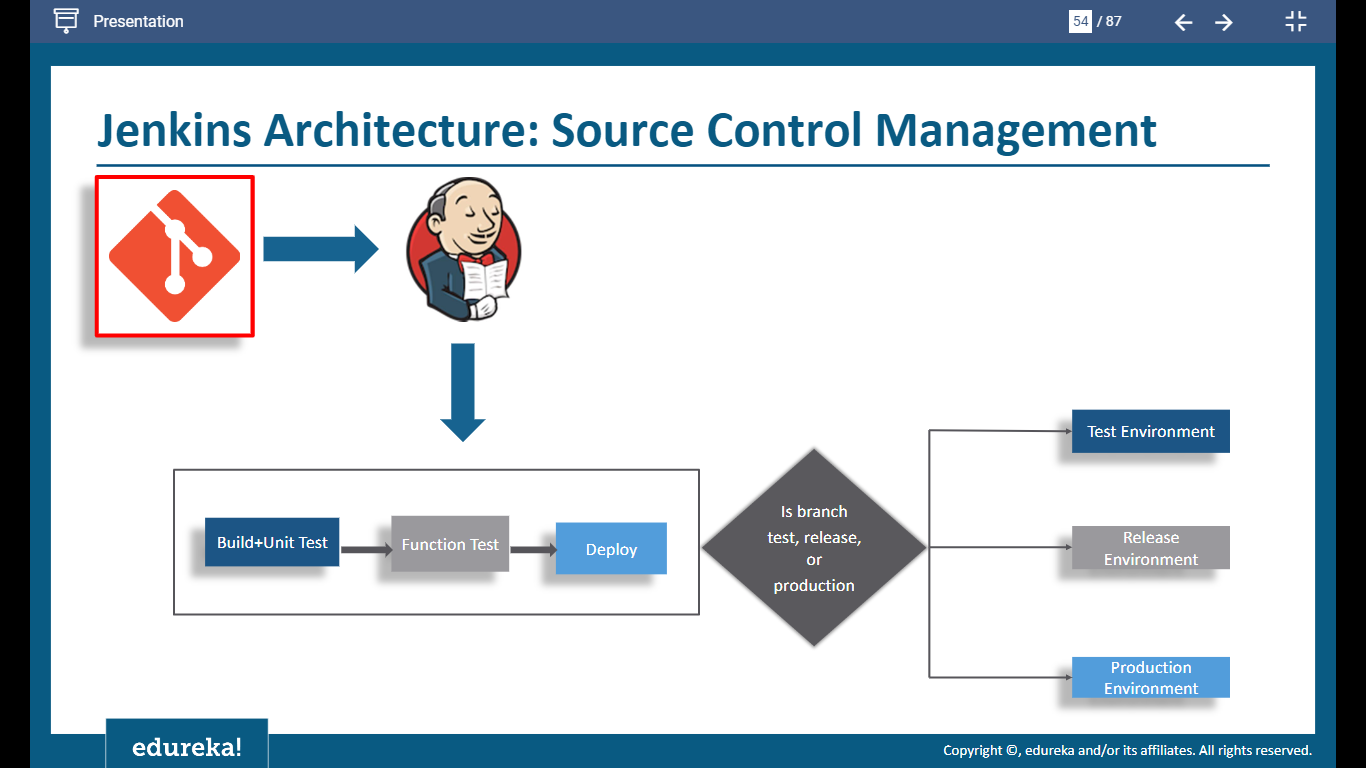 Presentation
54 / 87
Jenkins Architecture: Source Control Management
Build+Unit Test
Function Test
Deploy
Is branch
test, release,
or
production
Test Environment
Release
Environment
Production
Environment
edureka!
Copyright ©, edureka and/or its affiliates. All rights reserved.